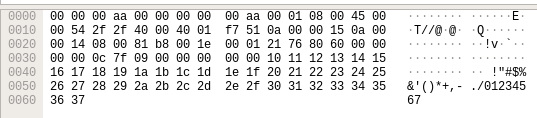 0000 00 00 00 aa 00 00 00 00 00 aa 00 01 08 00 45 00 ········ ······E·
0010 00 54 2f 2f 40 00 40 01 f7 51 0a 00 00 15 0a 00 ·T//@·@· ·Q······
0020 00 14 08 00 81 b8 00 1e 00 01 21 76 80 60 00 00 ········ ··!v·`··
0030 00 00 0c 7f 09 00 00 00 00 00 10 11 12 13 14 15 ········ ········
0040 16 17 18 19 1a 1b 1c 1d 1e 1f 20 21 22 23 24 25 ········ ·· !"#$%
0050 26 27 28 29 2a 2b 2c 2d 2e 2f 30 31 32 33 34 35 &'()*+,- ./012345
0060 36 37 67